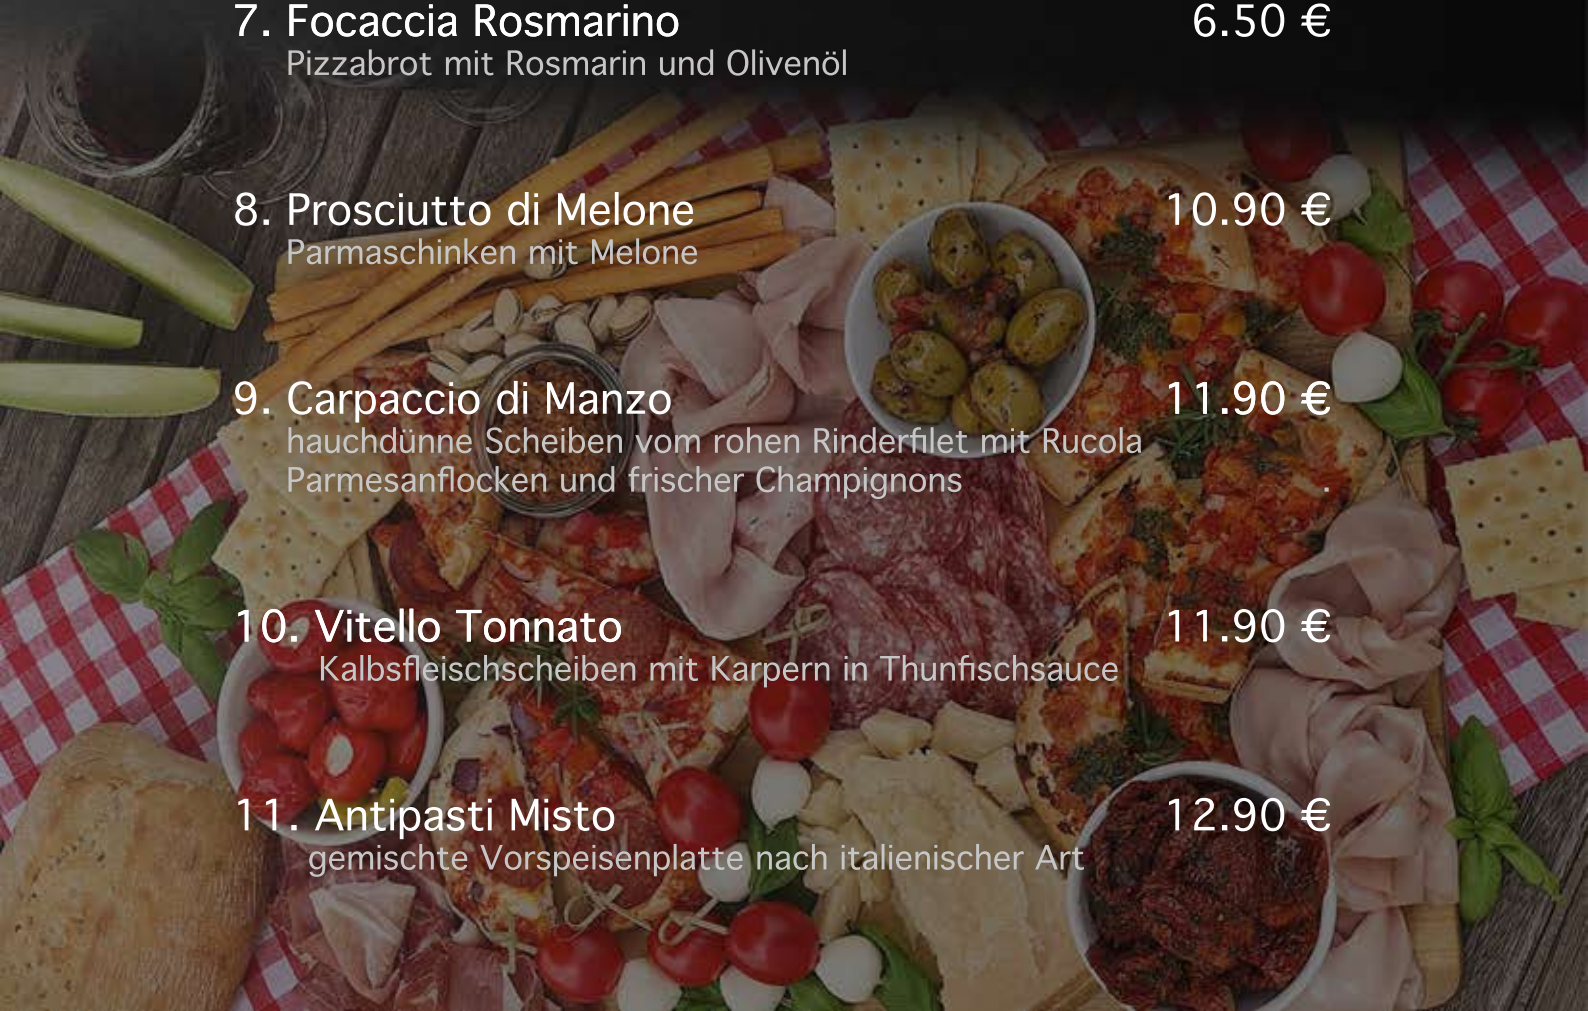 7. Focaccia Rosmarino 6.50 €
Pizzabrot mit Rosmarin und Olivenöl
8. Prosciutto di Melone 10.90 €
Parmaschinken mit Melone
9. Carpaccio di Manzo 11.90 €
hauchdünne Scheiben vom rohen Rinderfilet mit Rucola
Parmesanflocken und frischer Champignons .
10. Vitello Tonnato 11.90 €
Kalbsfleischscheiben mit Karpern in Thunfischsauce
11. Antipasti Misto 12.90 €
gemischte Vorspeisenplatte nach italienischer Art